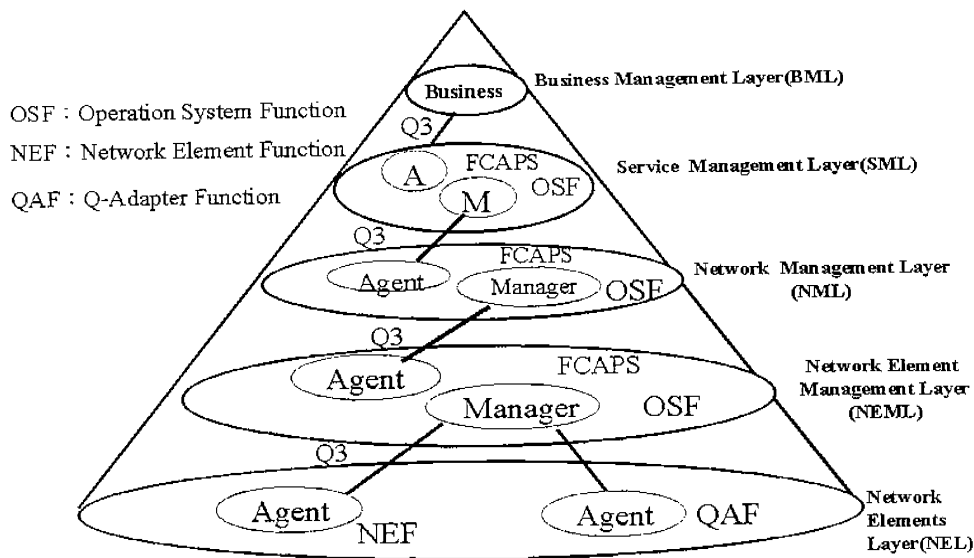 Business
Business Management Layer(BML)
OSF：Operation System Function
Q3
NEF：Network Element Function
FCAPS
A
OSF
Service Management Layer(SML)
QAF：Q-Adapter Function
M
Q3
FCAPS
Agent
Manager
OSF
Network Management Layer
(NML)
Q3
Agent
FCAPS
Manager
OSF
Network Element
Management Layer
(NEML)
Q3
Agent
NEF
Agent
QAF
Network
Elements
Layer(NEL)